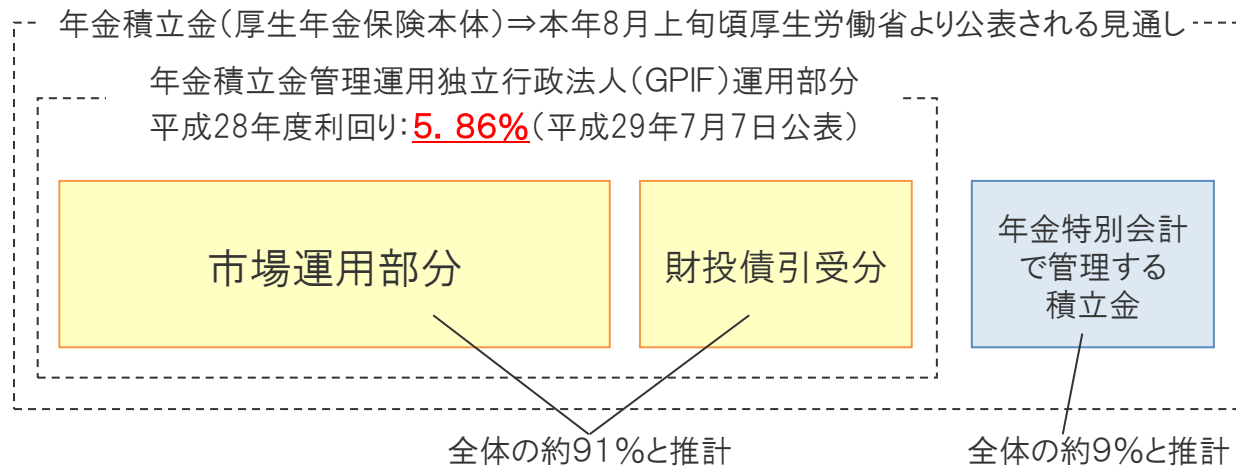 年金積立金(厚生年金保険本体)⇒本年8月上旬頃厚生労働省より公表される見通し
年金積立金管理運用独立行政法人(GPIF)運用部分
平成28年度利回り:5.86%(平成29年7月7日公表)
市場運用部分
財投債引受分
年金特別会計
で管理する
積立金
全体の約91%と推計
全体の約9%と推計